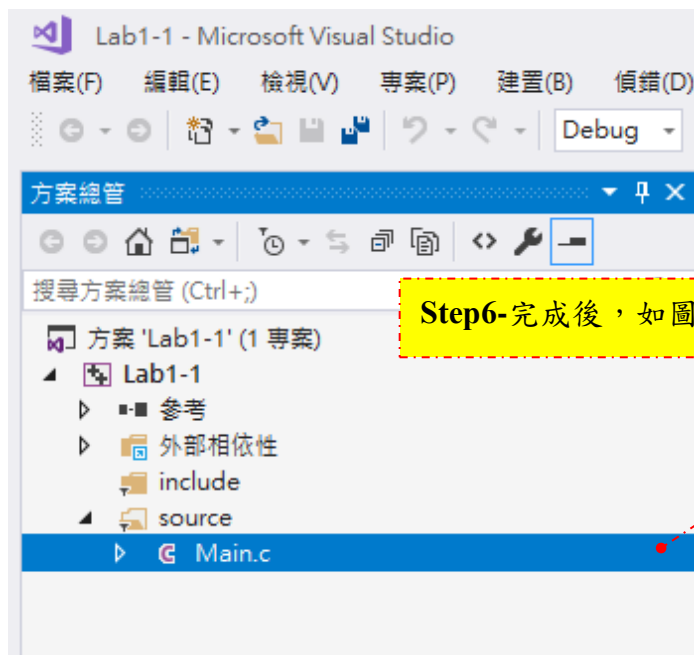 Lab1-1 - Microsoft Visual Studio
檔案(F) 編輯(E) 檢視(V) 專案(P) 建置(B) 偵錯(D)
Debug
方案總管
搜尋方案總管 (Ctrl+;)
Step6-完成後，如圖
方案 'Lab1-1' (1 專案)
Lab1-1
參考
外部相依性
include
source
Main.c